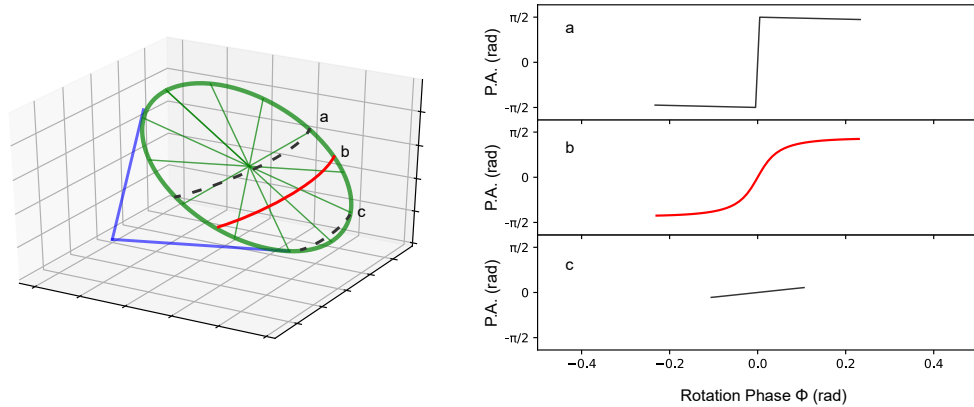 a
b
c
P.A. (rad)
π/2
0
-π/2
a
P.A. (rad)
π/2
0
-π/2
b
P.A. (rad)
π/2
0
-π/2
c
−0.4
−0.2
0.0
0.2
0.4
Rotation Phase Φ (rad)